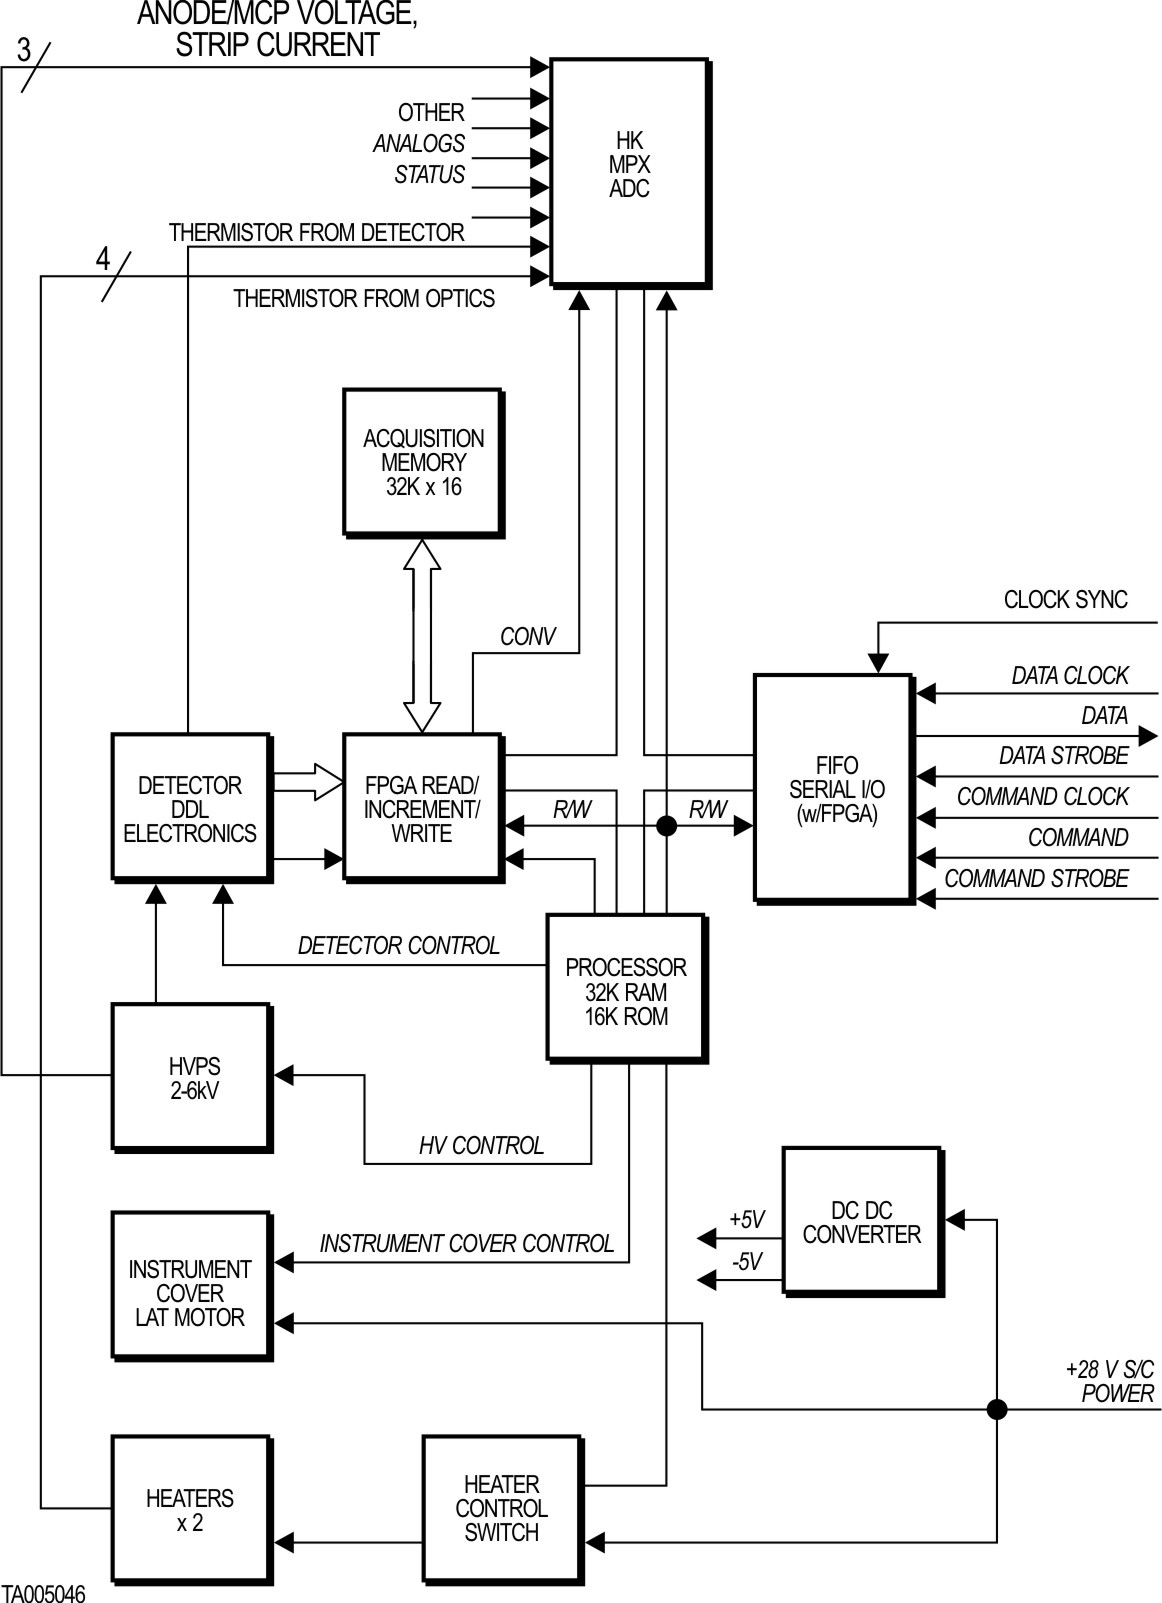 ANODE/MCP VOLTAGE,
STRIP CURRENT
3
OTHER
ANALOGS
STATUS
HK
MPX
ADC
THERMISTOR FROM DETECTOR
4
THERMISTOR FROM OPTICS
ACQUISITION
MEMORY
32K x 16
CONV
CLOCK SYNC
DATA CLOCK
DATA
DATA STROBE
COMMAND CLOCK
COMMAND
COMMAND STROBE
DETECTOR
DDL
ELECTRONICS
FPGA READ/
INCREMENT/
WRITE
R/W
R/W
FIFO
SERIAL I/O
(w/FPGA)
DETECTOR CONTROL
PROCESSOR
32K RAM
16K ROM
HVPS
2-6kV
HV CONTROL
INSTRUMENT COVER CONTROL
INSTRUMENT
COVER
LAT MOTOR
+5V
-5V
DC DC
CONVERTER
+28 V S/C
POWER
HEATERS
x 2
HEATER
CONTROL
SWITCH
TA005046